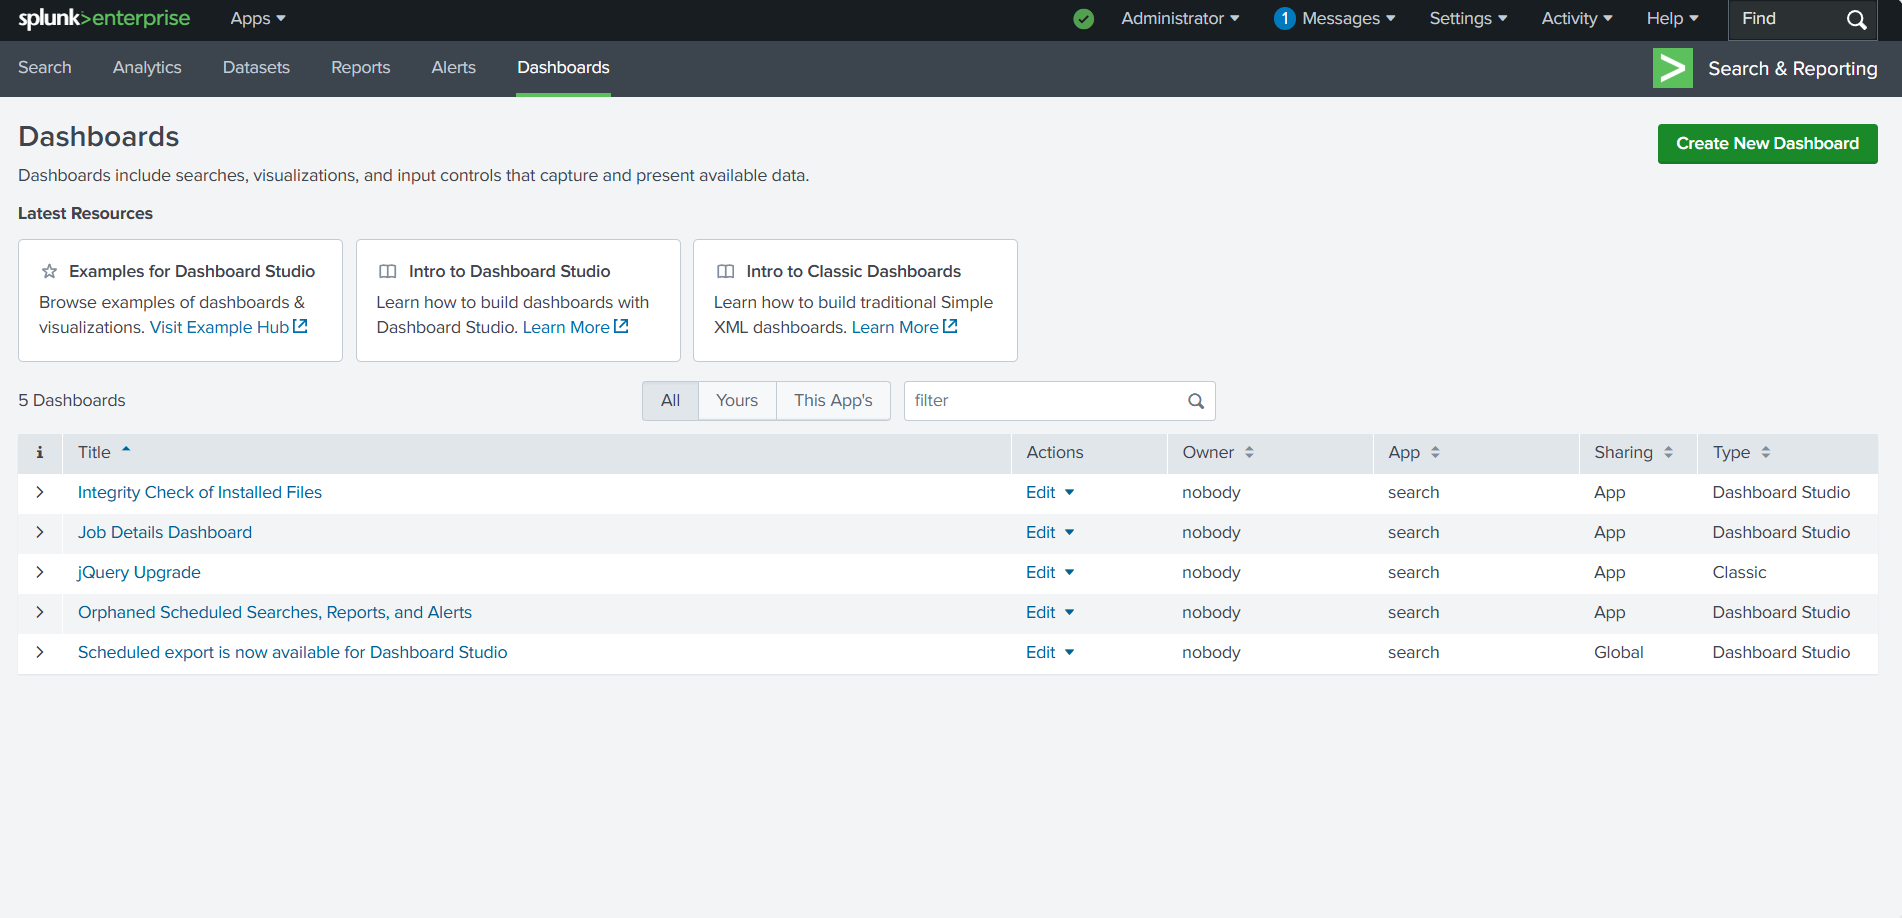 splunk>enterprise Apps Administrator 1 Messages Settings Activity Help Find
Search Analytics Datasets Reports Alerts Dashboards Search & Reporting
Dashboards
Create New Dashboard
Dashboards include searches, visualizations, and input controls that capture and present available data.
Latest Resources
Examples for Dashboard Studio
Browse examples of dashboards &
visualizations. Visit Example Hub
Intro to Dashboard Studio
Learn how to build dashboards with
Dashboard Studio. Learn More
Intro to Classic Dashboards
Learn how to build traditional Simple
XML dashboards. Learn More
5 Dashboards All Yours This App's filter
i Title Actions Owner App Sharing Type
Integrity Check of Installed Files Edit nobody search App Dashboard Studio
Job Details Dashboard Edit nobody search App Dashboard Studio
jQuery Upgrade Edit nobody search App Classic
Orphaned Scheduled Searches, Reports, and Alerts Edit nobody search App Dashboard Studio
Scheduled export is now available for Dashboard Studio Edit nobody search Global Dashboard Studio